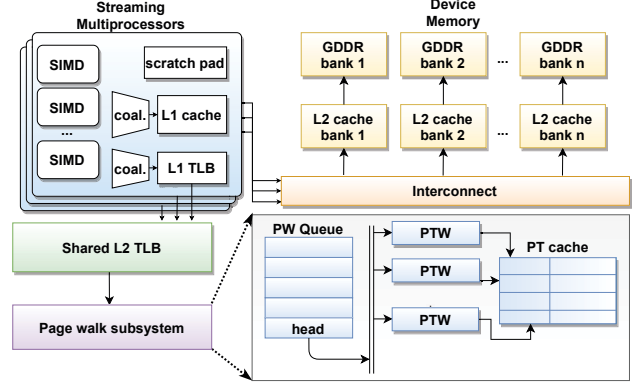 Streaming
Multiprocessors
SIMD
SIMD
...
SIMD
scratch pad
coal.
L1 cache
coal.
L1 TLB
Device
Memory
GDDR
bank 1
GDDR
bank 2
...
GDDR
bank n
L2 cache
bank 1
L2 cache
bank 2
...
L2 cache
bank n
Interconnect
Shared L2 TLB
Page walk subsystem
PW Queue
head
PTW
PTW
PTW
PT cache